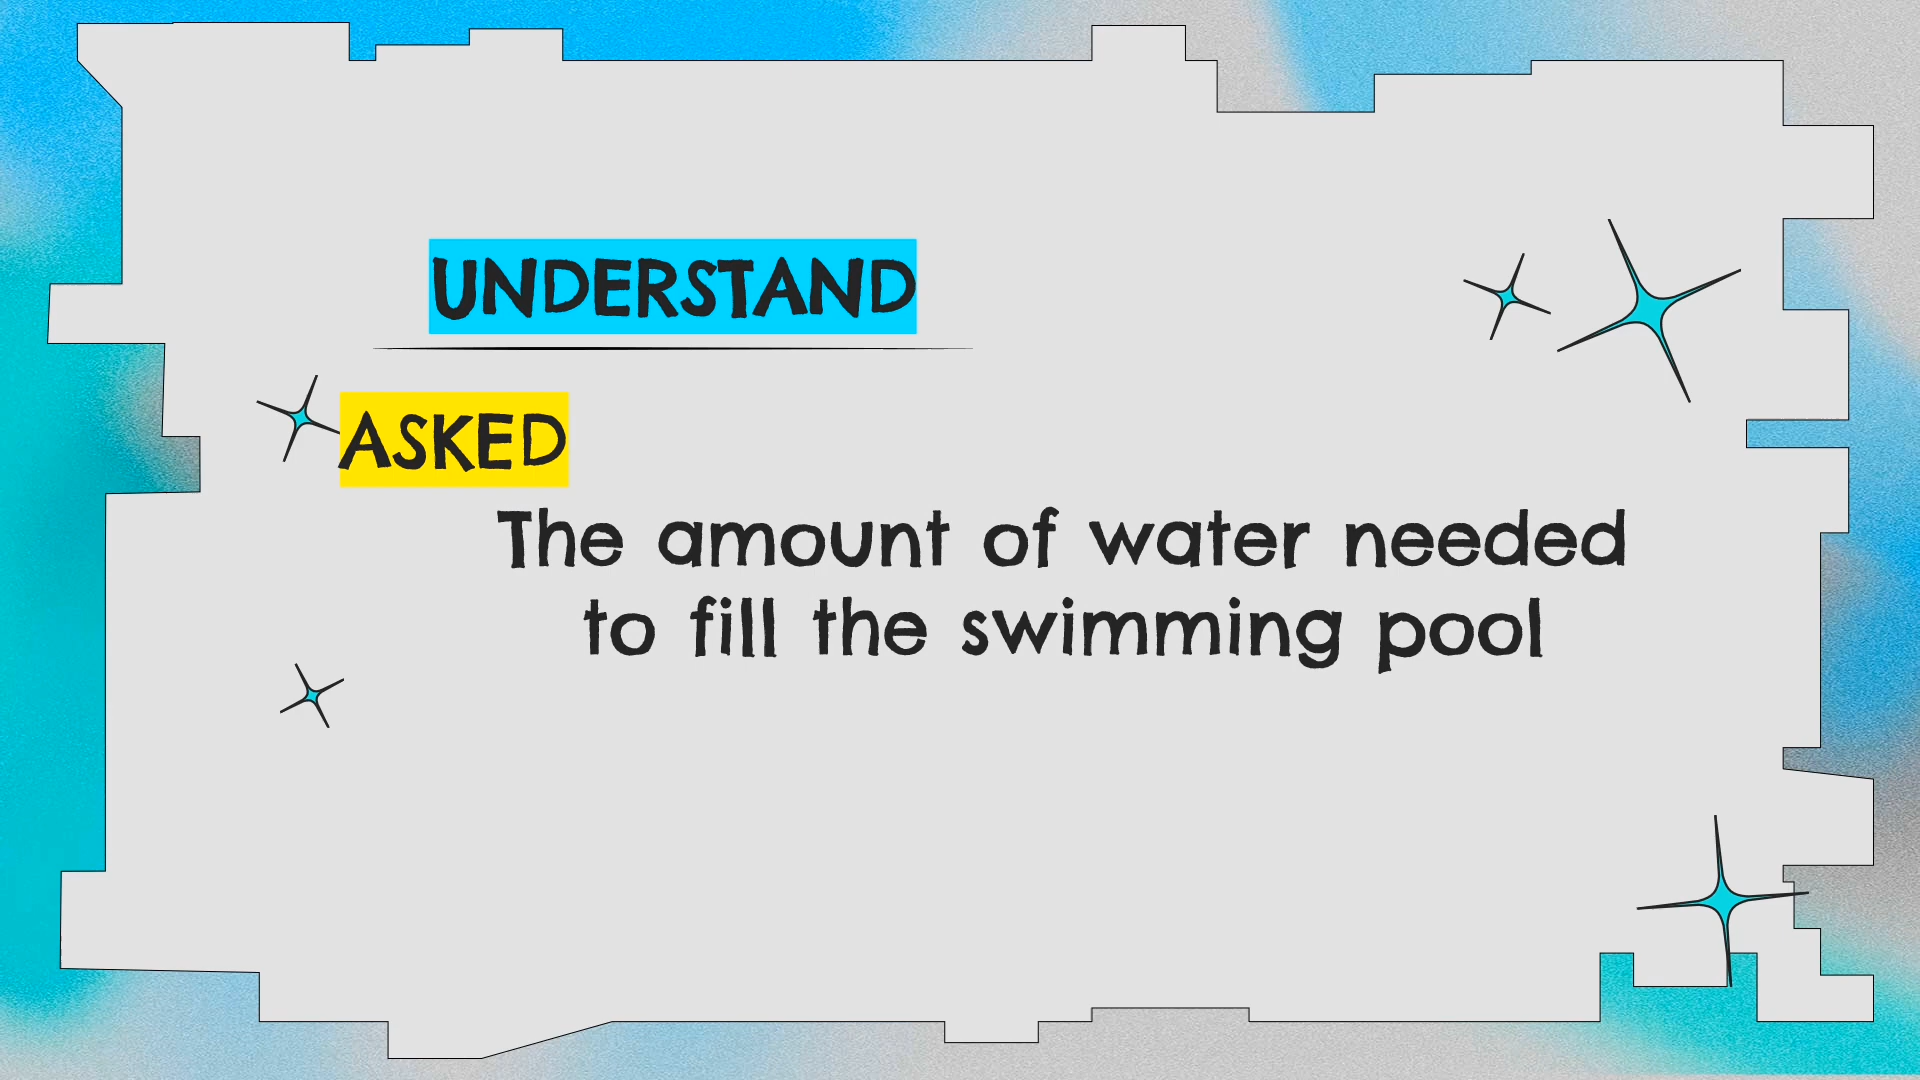 UNDERSTAND
ASKED
The amount of water needed
to fill the swimming pool